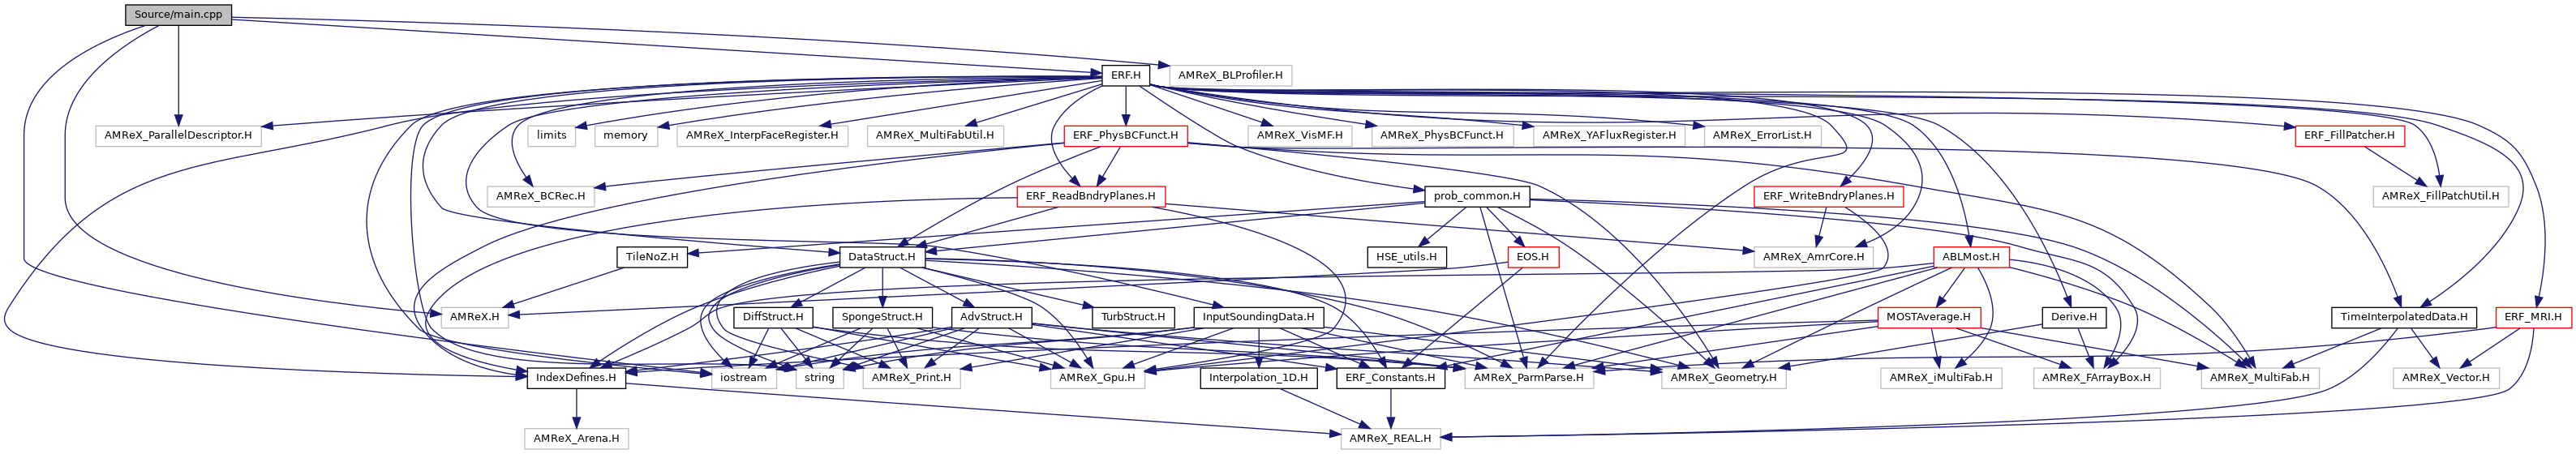 Source/main.cpp
ERF.H
AMReX_BLProfiler.H
AMReX_ParallelDescriptor.H
limits
memory
AMReX_InterpFaceRegister.H
AMReX_MultiFabUtil.H
ERF_PhysBCFunct.H
AMReX_VisMF.H
AMReX_PhysBCFunct.H
AMReX_YAFluxRegister.H
AMReX_ErrorList.H
ERF_FillPatcher.H
AMReX_BCRec.H
ERF_ReadBndryPlanes.H
prob_common.H
ERF_WriteBndryPlanes.H
AMReX_FillPatchUtil.H
TileNoZ.H
DataStruct.H
HSE_utils.H
EOS.H
AMReX_AmrCore.H
ABLMost.H
AMReX.H
DiffStruct.H
SpongeStruct.H
AdvStruct.H
TurbStruct.H
InputSoundingData.H
MOSTAverage.H
Derive.H
TimeInterpolatedData.H
ERF_MRI.H
IndexDefines.H
iostream
string
AMReX_Print.H
AMReX_Gpu.H
Interpolation_1D.H
ERF_Constants.H
AMReX_ParmParse.H
AMReX_Geometry.H
AMReX_iMultiFab.H
AMReX_FArrayBox.H
AMReX_MultiFab.H
AMReX_Vector.H
AMReX_Arena.H
AMReX_REAL.H